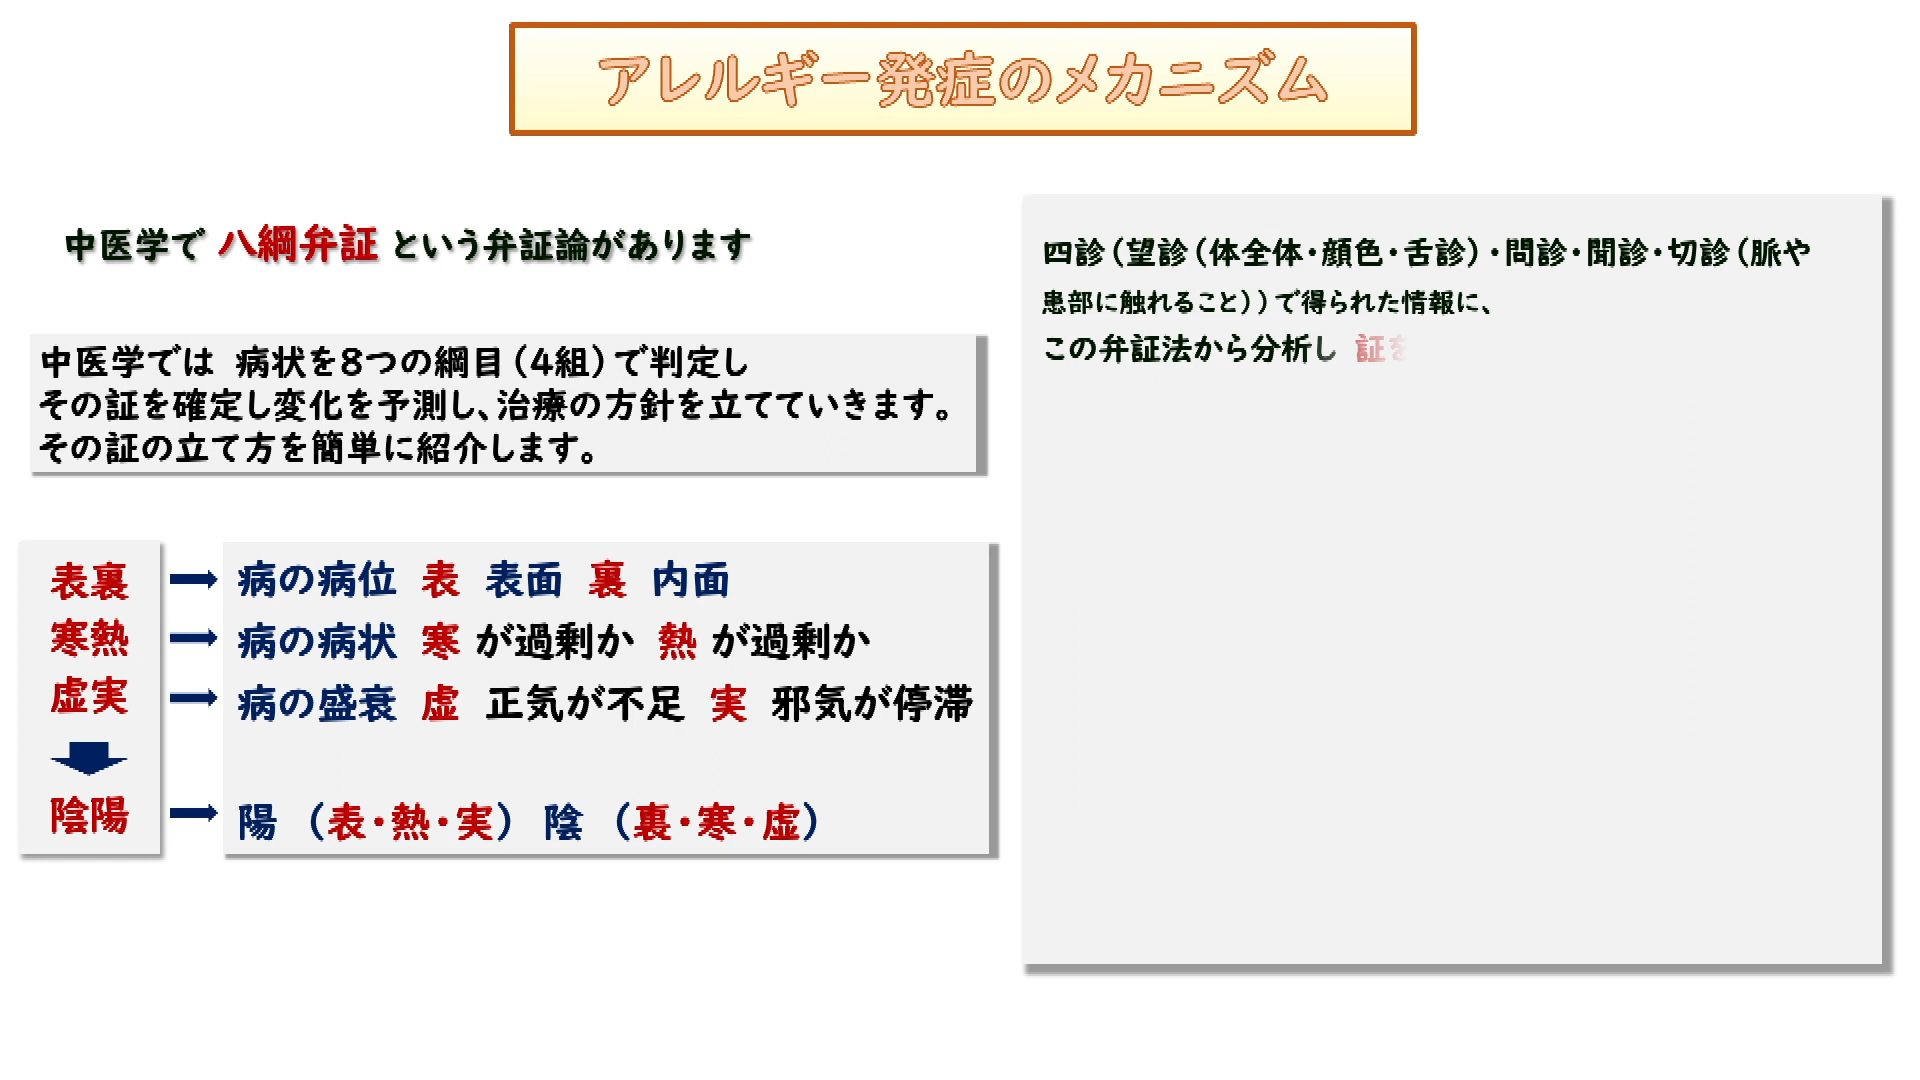 アレルギー発症のメカニズム
中医学で 八綱弁証 という弁証論があります
中医学では 病状を8つの綱目(4組)で判定し
その証を確定し変化を予測し、治療の方針を立てていきます。
その証の立て方を簡単に紹介します。
表裏
寒熱
虚実
陰陽
病の病位 表 表面 裏 内面
病の病状 寒 が過剰か 熱 が過剰か
病の盛衰 虚 正気が不足 実 邪気が停滞
陽 (表・熱・実) 陰 (裏・寒・虚)
四診(望診(体全体・顔色・舌診)・問診・聞診・切診(脈や
患部に触れること))で得られた情報に、
この弁証法から分析し 証を